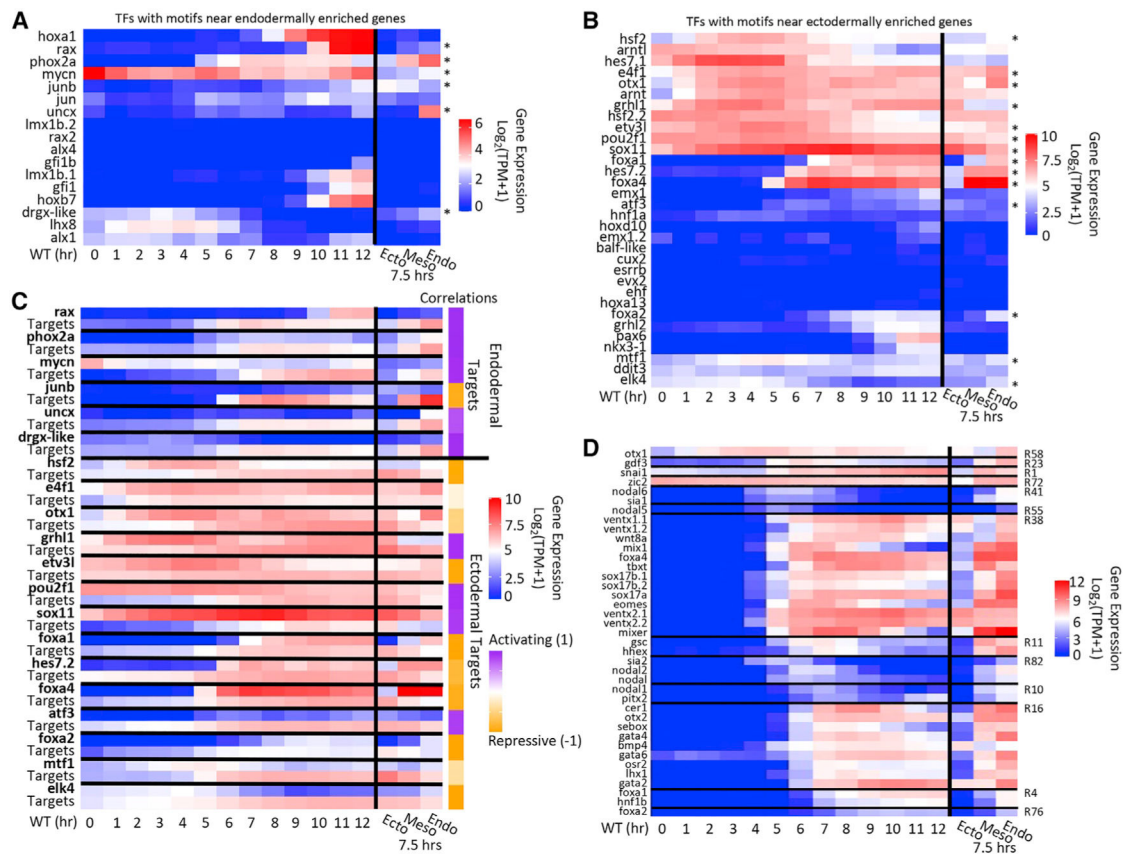 A
TFs with motifs near endodermally enriched genes
hoxa1
rax
*
phox2a
*
mycn
*
junb
*
jun
uncx
*
lmx1b.2
rax2
alx4
gfi1b
lmx1b.1
gfi1
hoxb7
drgx-like
*
lhx8
alx1
WT (hr) 0 1 2 3 4 5 6 7 8 9 10 11 12 Ecto Meso Endo
7.5 hrs
6
4
2
0
Gene Expression
Log2(TPM+1)
B
TFs with motifs near ectodermally enriched genes
hsf2
*
arntl
hes7.1
e4f1
*
otx1
*
arnt
grhl1
*
hsf2.2
etv3l
*
pou2f1
*
sox11
*
foxa1
*
hes7.2
*
foxa4
*
emx1
atf3
*
hnf1a
hoxd10
emx1.2
balf-like
cux2
esrrb
evx2
ehf
hoxa13
foxa2
*
grhl2
pax6
nkx3-1
mtf1
*
ddit3
elk4
*
WT (hr) 0 1 2 3 4 5 6 7 8 9 10 11 12 Ecto Meso Endo
7.5 hrs
10
7.5
5
2.5
0
Gene Expression
Log2(TPM+1)
C
Correlations
rax
Targets
phox2a
Targets
mycn
Targets
junb
Targets
uncx
Targets
drgx-like
Targets
hsf2
Targets
e4f1
Targets
otx1
Targets
grhl1
Targets
etv3l
Targets
pou2f1
Targets
sox11
Targets
foxa1
Targets
hes7.2
Targets
foxa4
Targets
atf3
Targets
foxa2
Targets
mtf1
Targets
elk4
Targets
WT (hr) 0 1 2 3 4 5 6 7 8 9 10 11 12 Ecto Meso Endo
7.5 hrs
Endodermal
Targets
Ectodermal Targets
10
7.5
5
2.5
0
Gene Expression
Log2(TPM+1)
Activating (1)
Repressive (-1)
D
otx1 R58
gdf3 R23
snai1 R1
zic2 R72
nodal6 R41
sia1
nodal5 R55
ventx1.1 R38
ventx1.2
wnt8a
mix1
foxa4
tbxt
sox17b.1
sox17b.2
sox17a
eomes
ventx2.1
ventx2.2
mixer
gsc R11
hhex
sia2 R82
nodal2
nodal
nodal1 R10
pitx2
cer1 R16
otx2
sebox
gata4
bmp4
gata6
osr2
lhx1
gata2
foxa1 R4
hnf1b
foxa2 R76
WT (hr) 0 1 2 3 4 5 6 7 8 9 10 11 12 Ecto Meso Endo
7.5 hrs
12
9
6
3
0
Gene Expression
Log2(TPM+1)